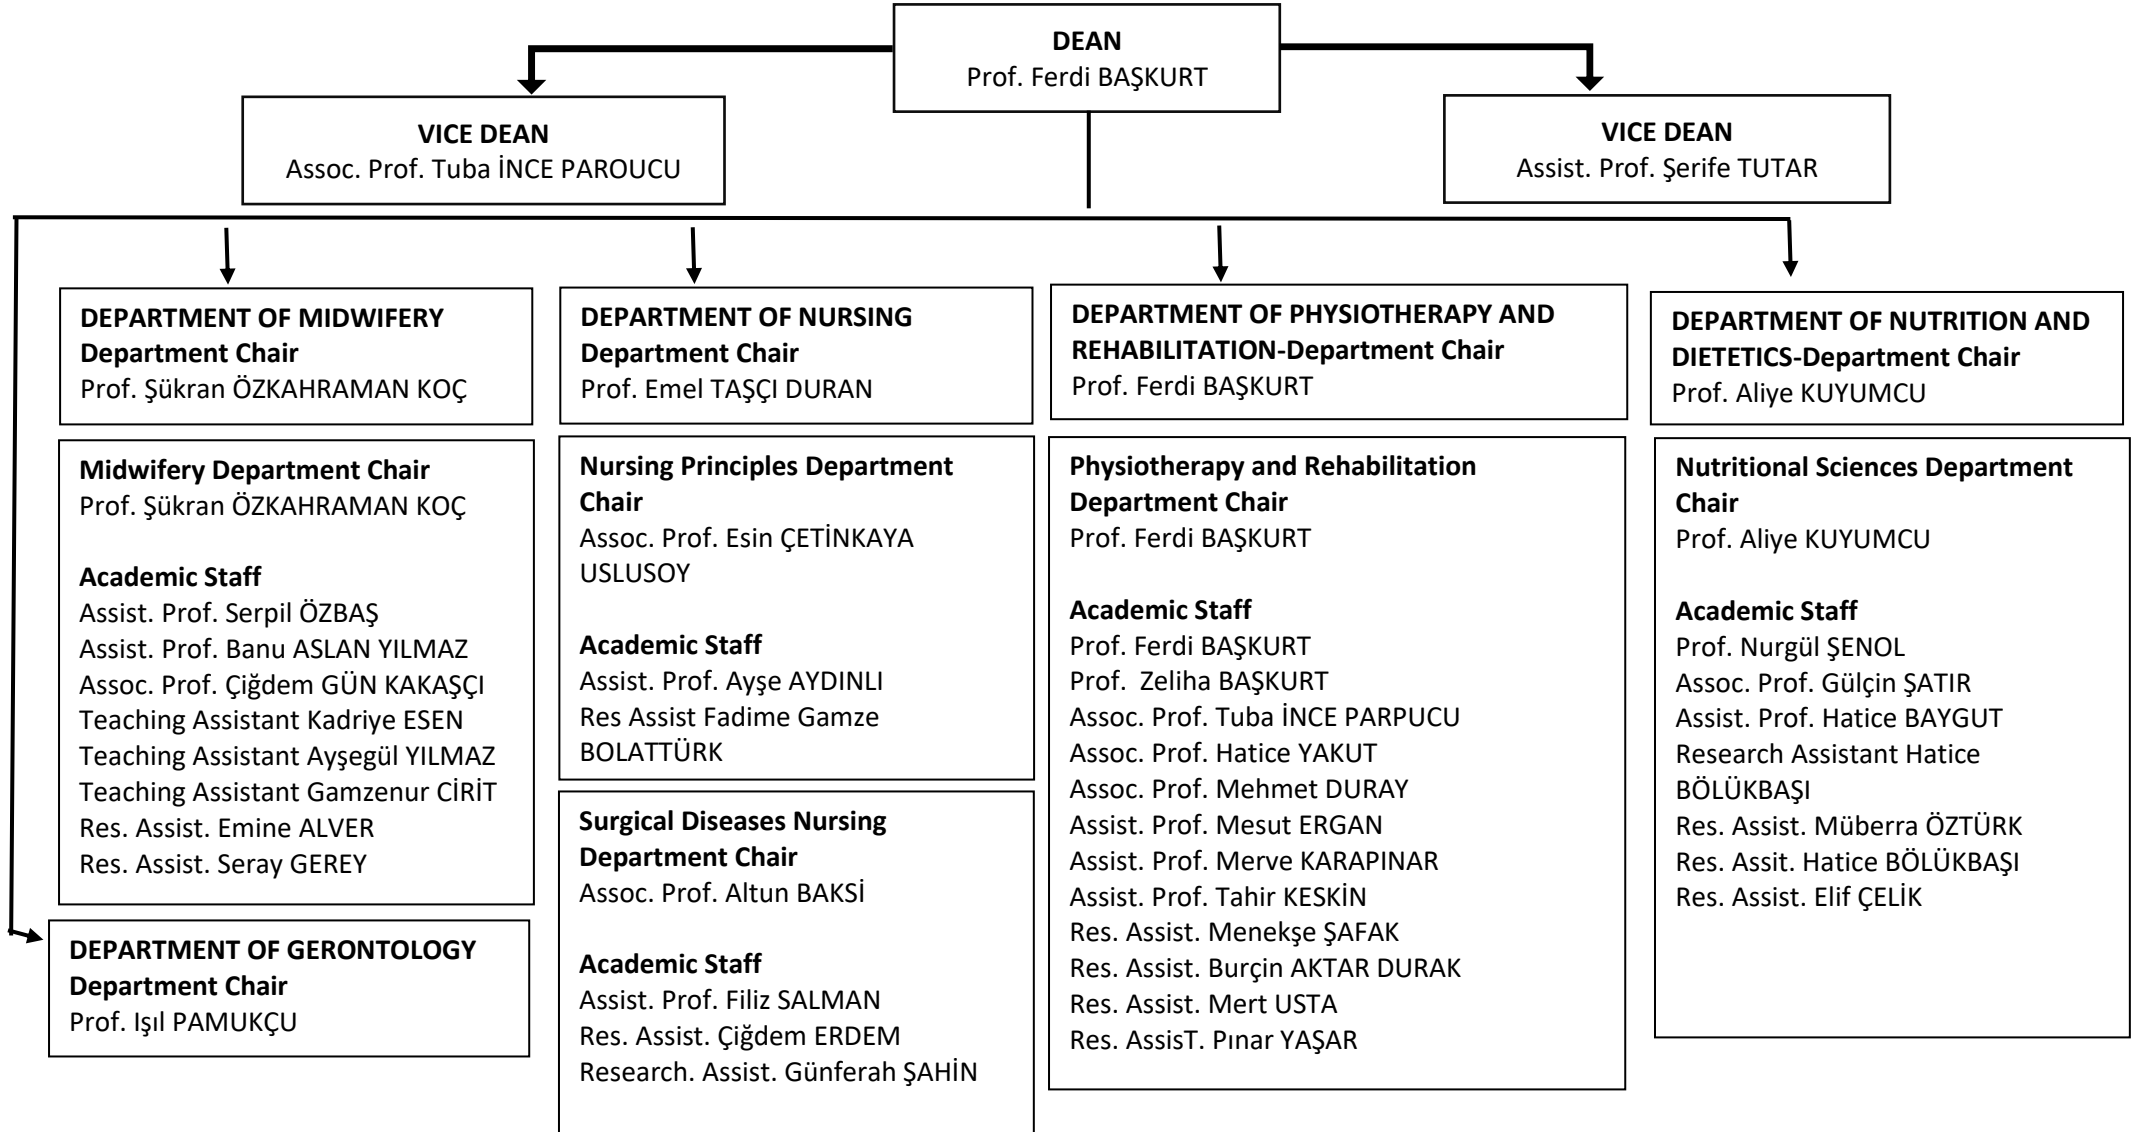 DEAN
Prof. Ferdi BAŞKURT
VICE DEAN
Assoc. Prof. Tuba İNCE PAROUCU
VICE DEAN
Assist. Prof. Şerife TUTAR
DEPARTMENT OF MIDWIFERY
Department Chair
Prof. Şükran ÖZKAHRAMAN KOÇ
Midwifery Department Chair
Prof. Şükran ÖZKAHRAMAN KOÇ
Academic Staff
Assist. Prof. Serpil ÖZBAŞ
Assist. Prof. Banu ASLAN YILMAZ
Assoc. Prof. Çiğdem GÜN KAKAŞÇI
Teaching Assistant Kadriye ESEN
Teaching Assistant Ayşegül YILMAZ
Teaching Assistant Gamzenur CİRİT
Res. Assist. Emine ALVER
Res. Assist. Seray GEREY
DEPARTMENT OF GERONTOLOGY
Department Chair
Prof. Işıl PAMUKÇU
DEPARTMENT OF NURSING
Department Chair
Prof. Emel TAŞÇI DURAN
Nursing Principles Department
Chair
Assoc. Prof. Esin ÇETİNKAYA
USLUSOY
Academic Staff
Assist. Prof. Ayşe AYDINLI
Res Assist Fadime Gamze
BOLATTÜRK
Surgical Diseases Nursing
Department Chair
Assoc. Prof. Altun BAKSİ
Academic Staff
Assist. Prof. Filiz SALMAN
Res. Assist. Çiğdem ERDEM
Research. Assist. Günferah ŞAHİN
DEPARTMENT OF PHYSIOTHERAPY AND
REHABILITATION-Department Chair
Prof. Ferdi BAŞKURT
Physiotherapy and Rehabilitation
Department Chair
Prof. Ferdi BAŞKURT
Academic Staff
Prof. Ferdi BAŞKURT
Prof.  Zeliha BAŞKURT
Assoc. Prof. Tuba İNCE PARPUCU
Assoc. Prof. Hatice YAKUT
Assoc. Prof. Mehmet DURAY
Assist. Prof. Mesut ERGAN
Assist. Prof. Merve KARAPINAR
Assist. Prof. Tahir KESKİN
Res. Assist. Menekşe ŞAFAK
Res. Assist. Burçin AKTAR DURAK
Res. Assist. Mert USTA
Res. AssisT. Pınar YAŞAR
DEPARTMENT OF NUTRITION AND
DIETETICS-Department Chair
Prof. Aliye KUYUMCU
Nutritional Sciences Department
Chair
Prof. Aliye KUYUMCU
Academic Staff
Prof. Nurgül ŞENOL
Assoc. Prof. Gülçin ŞATIR
Assist. Prof. Hatice BAYGUT
Research Assistant Hatice
BÖLÜKBAŞI
Res. Assist. Müberra ÖZTÜRK
Res. Assit. Hatice BÖLÜKBAŞI
Res. Assist. Elif ÇELİK